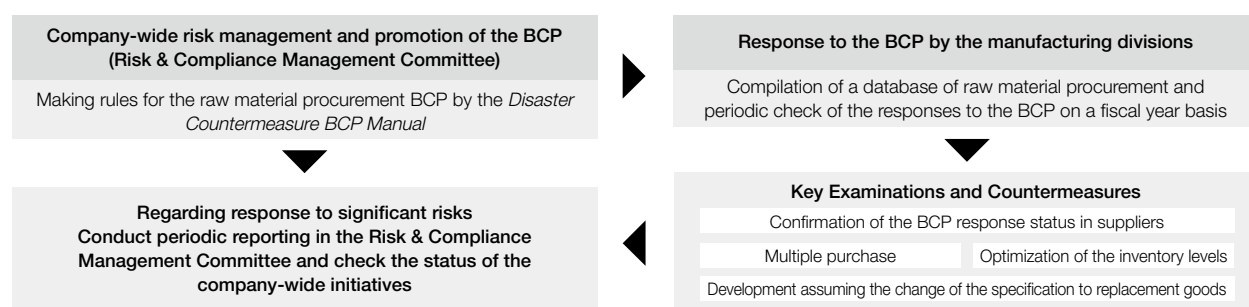 Company-wide risk management and promotion of the BCP
(Risk & Compliance Management Committee)
Making rules for the raw material procurement BCP by the Disaster
Countermeasure BCP Manual
Response to the BCP by the manufacturing divisions
Compilation of a database of raw material procurement and
periodic check of the responses to the BCP on a fiscal year basis
Regarding response to significant risks
Conduct periodic reporting in the Risk & Compliance
Management Committee and check the status of the
company-wide initiatives
Key Examinations and Countermeasures
Confirmation of the BCP response status in suppliers
Multiple purchase
Optimization of the inventory levels
Development assuming the change of the specification to replacement goods